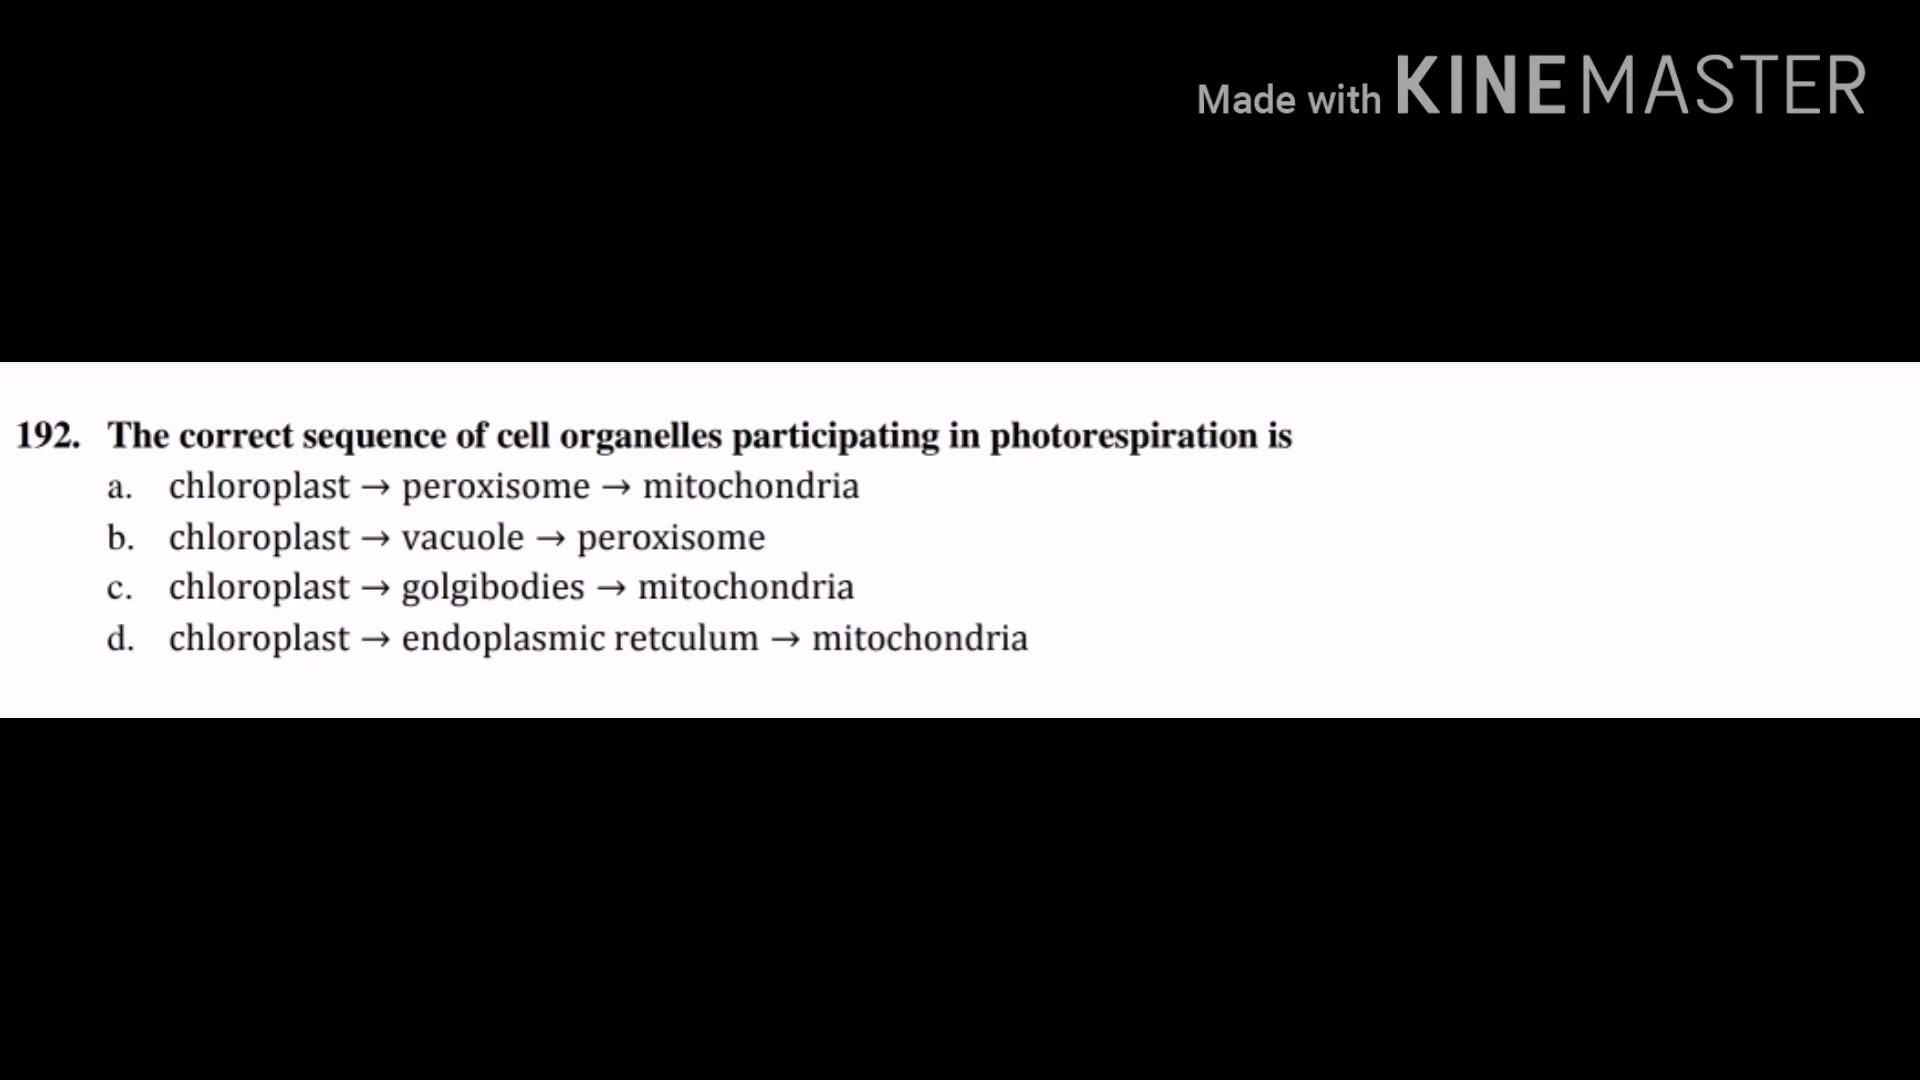 Made with KINEMASTER
192. The correct sequence of cell organelles participating in photorespiration is
a. chloroplast → peroxisome → mitochondria
b. chloroplast → vacuole → peroxisome
c. chloroplast → golgibodies → mitochondria
d. chloroplast → endoplasmic retculum → mitochondria